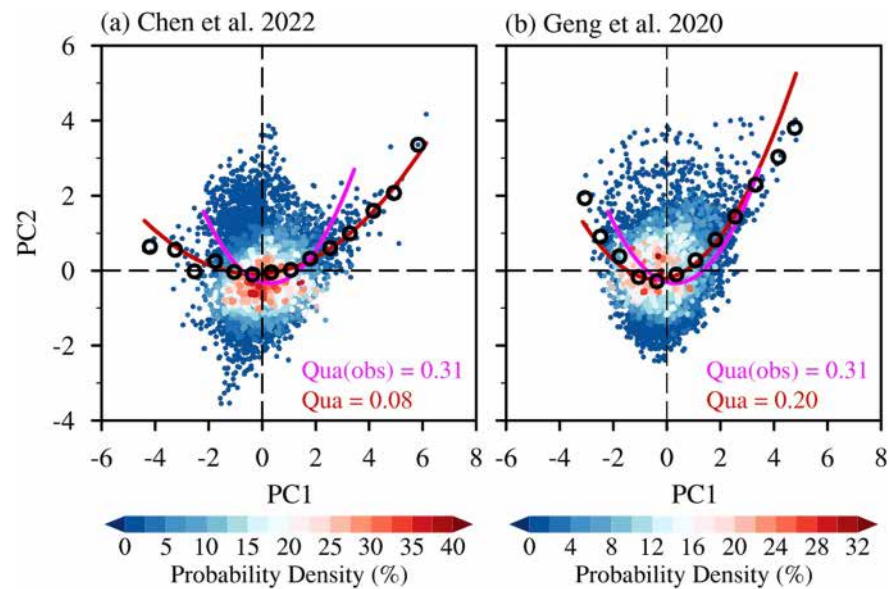 (a) Chen et al. 2022
(b) Geng et al. 2020
6
4
2
0
-2
-4
PC2
Qua(obs) = 0.31
Qua = 0.08
Qua(obs) = 0.31
Qua = 0.20
-6 -4 -2 0 2 4 6 8
-6 -4 -2 0 2 4 6 8
PC1
PC1
0 5 10 15 20 25 30 35 40
0 4 8 12 16 20 24 28 32
Probability Density (%)
Probability Density (%)